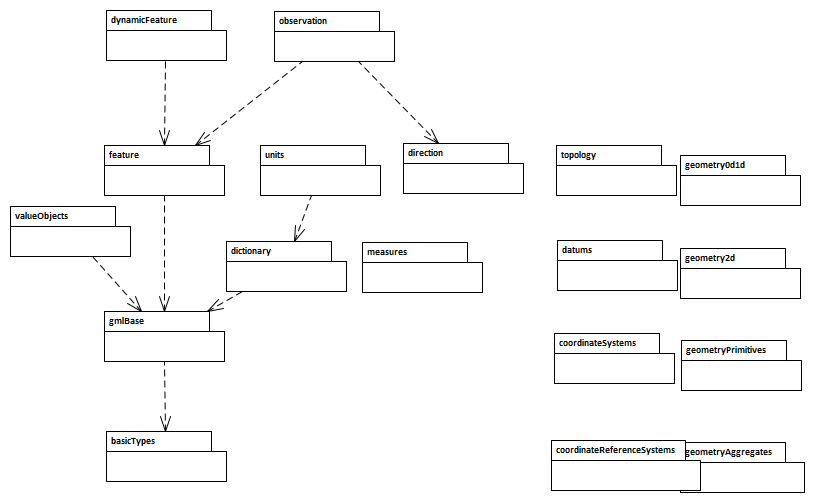 dynamicFeature
observation
feature
units
direction
topology
geometry0d1d
valueObjects
dictionary
measures
datums
geometry2d
gmlBase
coordinateSystems
geometryPrimitives
basicTypes
coordinateReferenceSystems
geometryAggregates